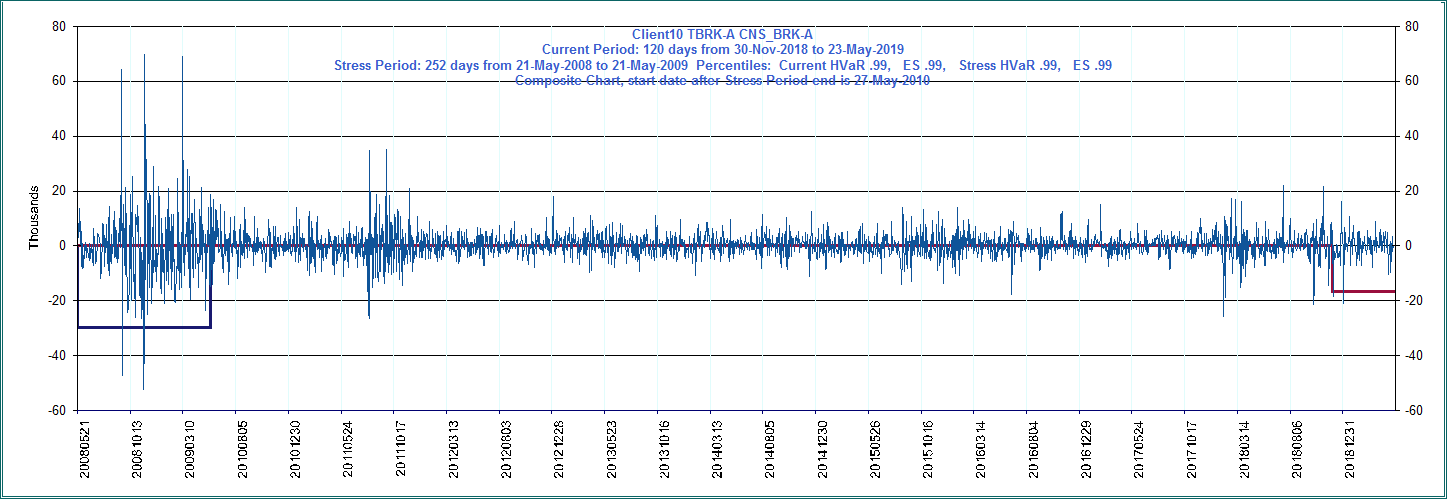 Client10 TBRK-A CNS_BRK-A
Current Period: 120 days from 30-Nov-2018 to 23-May-2019
Stress Period: 252 days from 21-May-2008 to 21-May-2009 Percentiles: Current HVaR .99, ES .99, Stress HVaR .99, ES .99
Composite Chart, start date after Stress Period end is 27-May-2010
80 80
60 60
40 40
20 20
0 0
-20 -20
-40 -40
-60 -60
Thousands
20080521 20081013 20090310 20100805 20101230 20110524 20111017 20120313 20120803 20121228 20130523 20131016 20140313 20140805 20141230 20150526 20151016 20160314 20160804 20161229 20170524 20171017 20180314 20180806 20181231